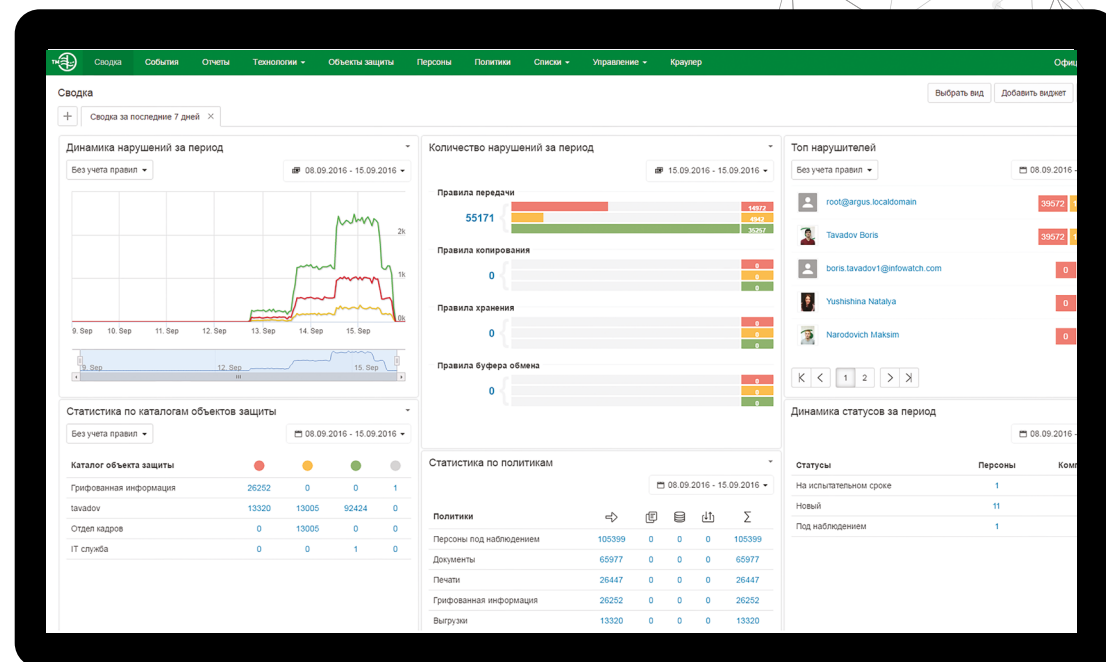 TM Сводка События Отчеты Технологии Объекты защиты Персоны Политики Списки Управление Краулер
Сводка
Выбрать вид Добавить виджет
+ Сводка за последние 7 дней ×
Динамика нарушений за период
Без учета правил 08.09.2016 - 15.09.2016
2k
1k
0k
9. Sep 10. Sep 11. Sep 12. Sep 13. Sep 14. Sep 15. Sep
9. Sep 12. Sep 15 Sep
Количество нарушений за период
15.09.2016 - 15.09.2016
Правила передачи
55171
14972
4942
35257
Правила копирования
0
0
0
0
Правила хранения
0
0
0
0
Правила буфера обмена
0
0
0
0
Топ нарушителей
Без учета правил 08.09.2016 -
root@argus.localdomain 39572
Tavadov Boris 39572
boris.tavadov1@infowatch.com 0
Yushishina Natalya 0
Narodovich Maksim 0
1 2
Статистика по каталогам объектов защиты
Без учета правил 08.09.2016 - 15.09.2016
Каталог объекта защиты
Грифованная информация 26252 0 0 1
tavadov 13320 13005 92424 0
Отдел кадров 0 13005 0 0
IT служба 0 0 1 0
Статистика по политикам
08.09.2016 - 15.09.2016
Политики Σ
Персоны под наблюдением 105399 0 0 0 105399
Документы 65977 0 0 0 65977
Печати 26447 0 0 0 26447
Грифованная информация 26252 0 0 0 26252
Выгрузки 13320 0 0 0 13320
Динамика статусов за период
08.09.2016 -
Статусы Персоны
На испытательном сроке 1
Новый 11
Под наблюдением 1